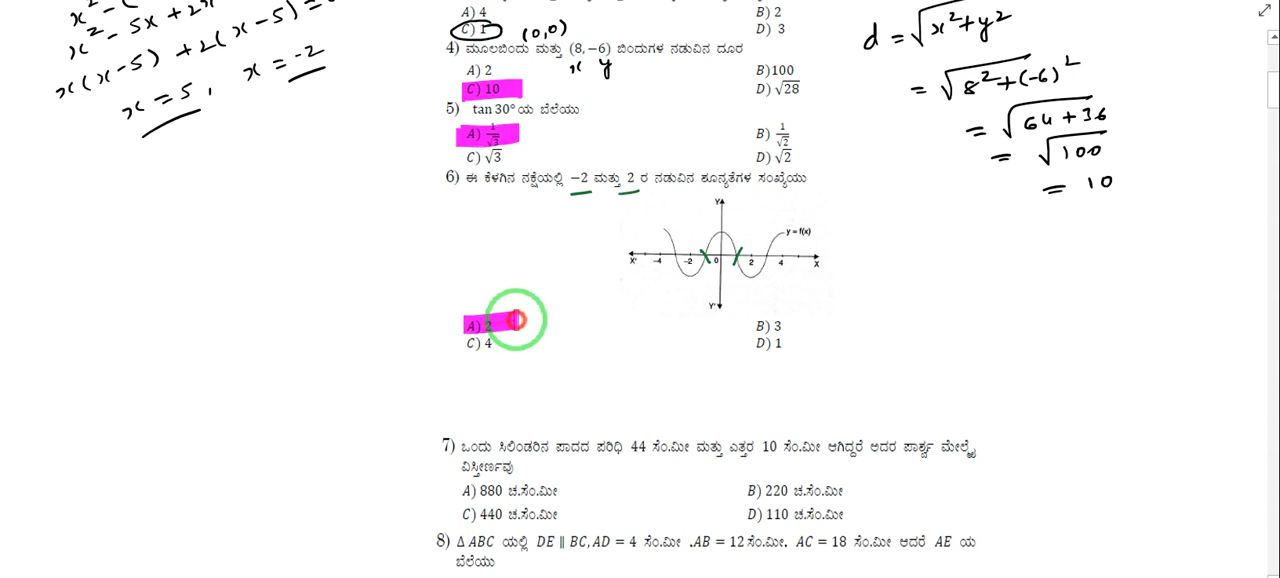 x² - 5x + 2x
x(x-5) + 2(x-5) =
x = 5, x = -2
A) 4
B) 2
C) 1
D) 3
(0,0)
4) ಮೂಲಬಿಂದು ಮತ್ತು (8,−6) ಬಿಂದುಗಳ ನಡುವಿನ ದೂರ
x y
A) 2
B)100
C) 10
D) √28
5) tan 30° ಯ ಬೆಲೆಯು
A) 1/√3
B) 1/√2
C) √3
D) √2
6) ಈ ಕೆಳಗಿನ ನಕ್ಷೆಯಲ್ಲಿ −2 ಮತ್ತು 2 ರ ನಡುವಿನ ಶೂನ್ಯತೆಗಳ ಸಂಖ್ಯೆಯು
Y
y = f(x)
X' -4 -2 0 2 4 X
Y'
A) 2
B) 3
C) 4
D) 1
7) ಒಂದು ಸಿಲಿಂಡರಿನ ಪಾದದ ಪರಿಧಿ 44 ಸೆಂ.ಮೀ ಮತ್ತು ಎತ್ತರ 10 ಸೆಂ.ಮೀ ಆಗಿದ್ದರೆ ಅದರ ಪಾರ್ಶ್ವ ಮೇಲ್ಮೈ
ವಿಸ್ತೀರ್ಣವು
A) 880 ಚ.ಸೆಂ.ಮೀ
B) 220 ಚ.ಸೆಂ.ಮೀ
C) 440 ಚ.ಸೆಂ.ಮೀ
D) 110 ಚ.ಸೆಂ.ಮೀ
8) Δ ABC ಯಲ್ಲಿ DE ∥ BC, AD = 4 ಸೆಂ.ಮೀ .AB = 12 ಸೆಂ.ಮೀ. AC = 18 ಸೆಂ.ಮೀ ಆದರೆ AE ಯ
ಬೆಲೆಯು
d = √x²+y²
= √8²+(-6)²
= √64+36
= √100
= 10